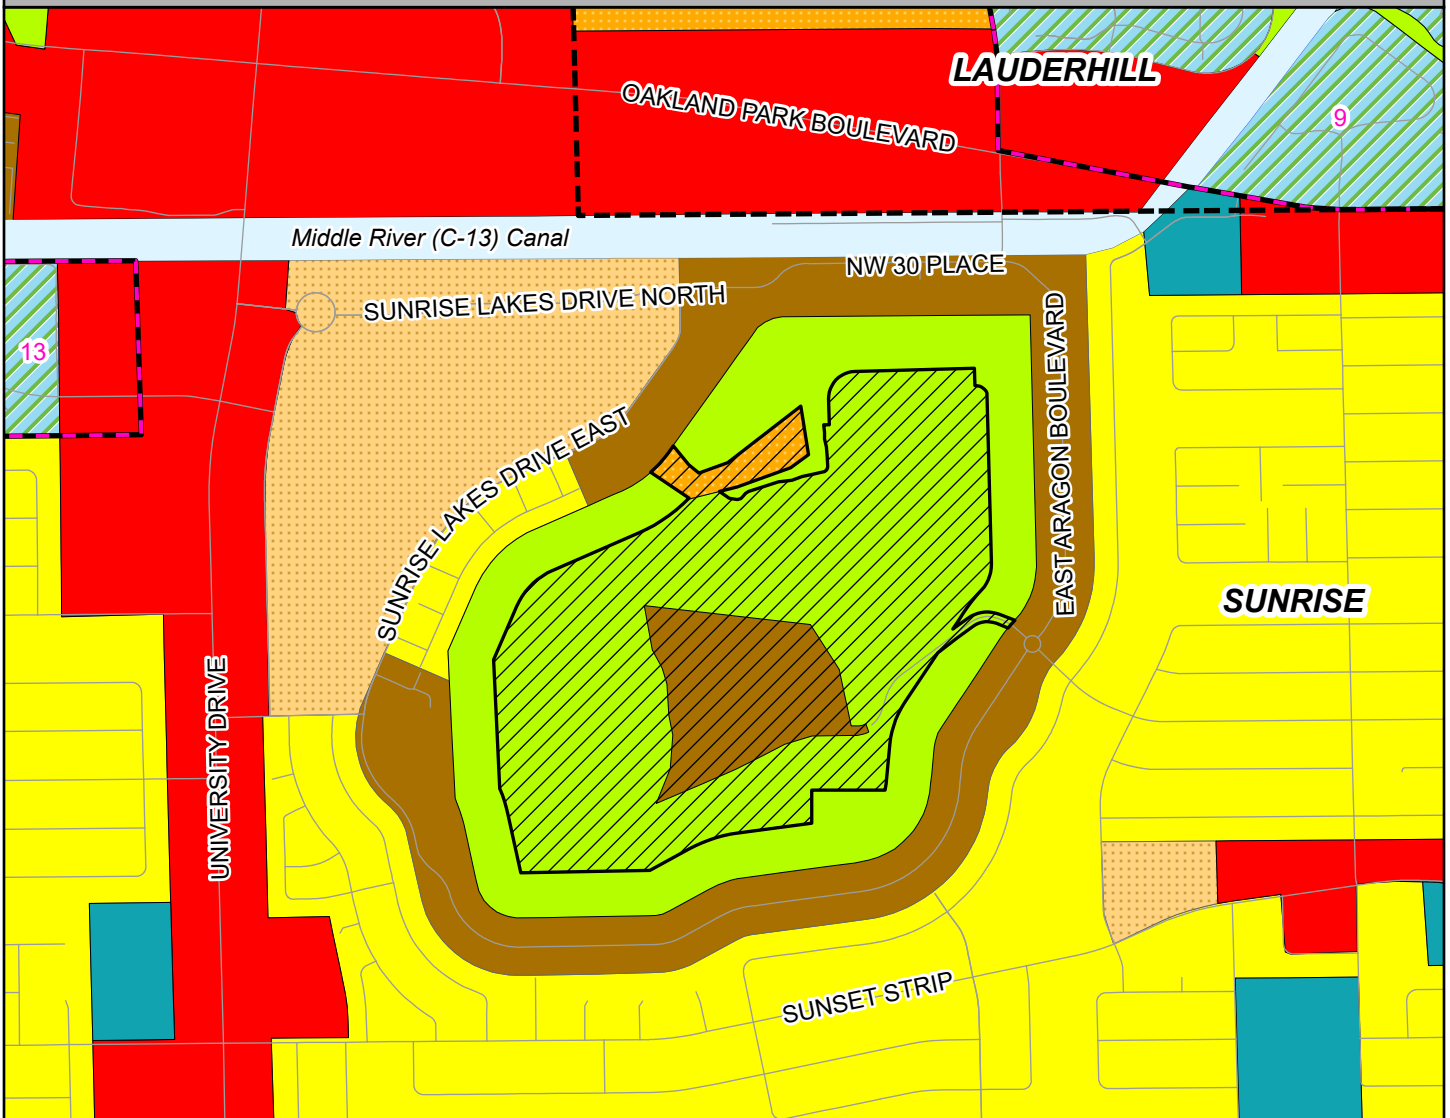 LAUDERHILL
OAKLAND PARK BOULEVARD
9
Middle River (C-13) Canal
NW 30 PLACE
SUNRISE LAKES DRIVE NORTH
13
EAST ARAGON BOULEVARD
SUNRISE LAKES DRIVE EAST
SUNRISE
UNIVERSITY DRIVE
SUNSET STRIP